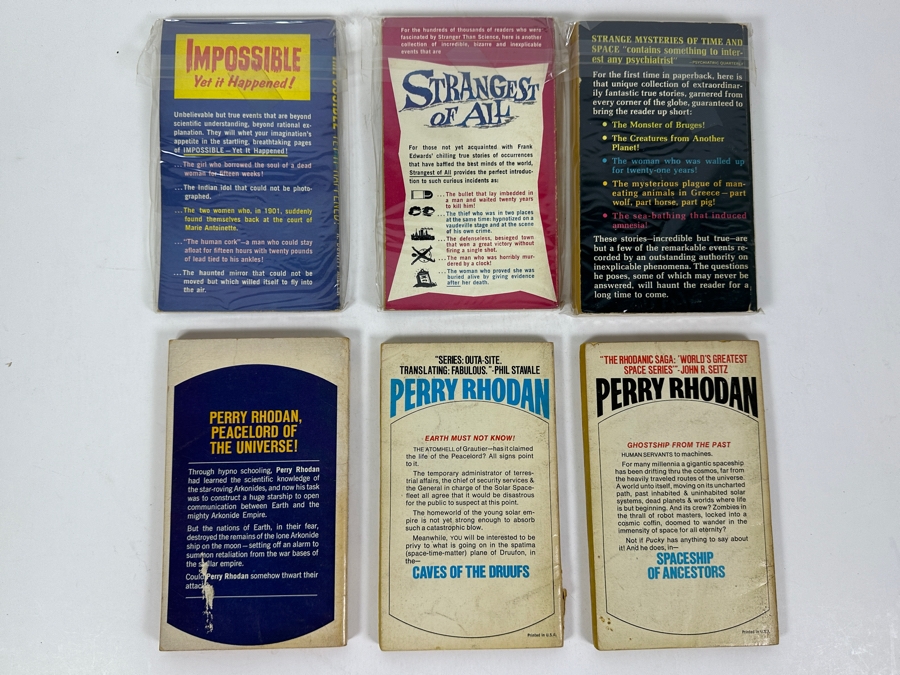 IMPOSSIBLE
Yet it Happened!
Unbelievable but true events that are beyond
scientific understanding, beyond rational ex-
planation. They will whet your imagination's
appetite in the startling, breathtaking pages
of IMPOSSIBLE—Yet It Happened!
...The girl who borrowed the soul of a dead
woman for fifteen weeks!
...The Indian Idol that could not be photo-
graphed.
...The two women who, in 1901, suddenly
found themselves back at the court of
Marie Antoinette.
..."The human cork"—a man who could stay
afloat for fifteen hours with twenty pounds
of lead tied to his ankles!
...The haunted mirror that could not be
moved but which willed itself to fly into
the air.
For the hundreds of thousands of readers who were
fascinated by Stranger Than Science, here is another
collection of incredible, bizarre and inexplicable
events that are
STRANGEST
OF ALL
For those not yet acquainted with Frank
Edwards' chilling true stories of occurrences
that have baffled the best minds of the world,
Strangest of All provides the perfect introduc-
tion to such curious incidents as:
...The bullet that lay imbedded in
a man and waited twenty years
to kill him!
...The thief who was in two places
at the same time: hypnotized on a
vaudeville stage and at the scene
of his own crime.
...The defenseless, besieged town
that won a great victory without
firing a single shot.
...The man who was horribly mur-
dered by a clock!
...The woman who proved she was
buried alive by giving evidence
after her death.
STRANGE MYSTERIES OF TIME AND
SPACE "contains something to inter-
est any psychiatrist"
—PSYCHIATRIC QUARTERLY
For the first time in paperback, here is
that unique collection of extraordinar-
ily fantastic true stories, garnered from
every corner of the globe, guaranteed to
bring the reader up short:
• The Monster of Bruges!
• The Creatures from Another
Planet!
• The woman who was walled up
for twenty-one years!
• The mysterious plague of man-
eating animals in Greece—part
wolf, part horse, part pig!
• The sea-bathing that induced
amnesia!
These stories—incredible but true—are
but a few of the remarkable events re-
corded by an outstanding authority on
inexplicable phenomena. The questions
he poses, some of which may never be
answered, will haunt the reader for a
long time to come.
PERRY RHODAN,
PEACELORD OF
THE UNIVERSE!
Through hypno schooling, Perry Rhodan
had learned the scientific knowledge of
the star-roving Arkonides, and now his task
was to construct a huge starship to open
communication between Earth and the
mighty Arkonide Empire.
But the nations of Earth, in their fear,
destroyed the remains of the lone Arkonide
ship on the moon—setting off an alarm to
summon retaliation from the war bases of
the stellar empire.
Could Perry Rhodan somehow thwart their
attack
"SERIES: OUTA-SITE.
TRANSLATING: FABULOUS."-PHIL STAVALE
PERRY RHODAN
EARTH MUST NOT KNOW!
THE ATOMHELL of Grautier—has it claimed
the life of the Peacelord? All signs point
to it.
The temporary administrator of terres-
trial affairs, the chief of security services &
the General in charge of the Solar Space-
fleet all agree that it would be disastrous
for the public to suspect at this point.
The homeworld of the young solar em-
pire is not yet strong enough to absorb
such a catastrophic blow.
Meanwhile, YOU will be interested to be
privy to what is going on in the spatima
(space-time-matter) plane of Druufon, in
the—
CAVES OF THE DRUUFS
Printed in U.S.A.
"THE RHODANIC SAGA: 'WORLD'S GREATEST
SPACE SERIES'"-JOHN R. SEITZ
PERRY RHODAN
GHOSTSHIP FROM THE PAST
HUMAN SERVANTS to machines.
For many millennia a gigantic spaceship
has been drifting thru the cosmos, far from
the heavily traveled routes of the universe.
A world unto itself, moving on its uncharted
path, past inhabited & uninhabited solar
systems, dead planets & worlds where life
is but beginning. And its crew? Zombies in
the thrall of robot masters, locked into a
cosmic coffin, doomed to wander in the
immensity of space for all eternity?
Not if Pucky has anything to say about
it! And he does, in—
SPACESHIP
OF ANCESTORS
Printed in U.S.A.